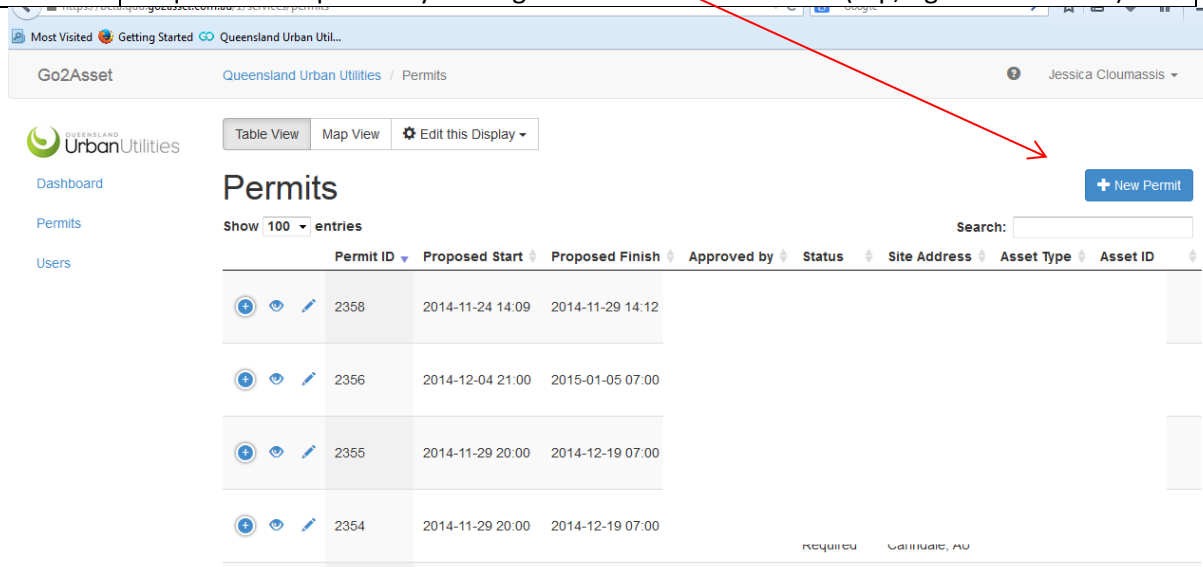 Most Visited Getting Started Queensland Urban Util...
Go2Asset Queensland Urban Utilities / Permits Jessica Cloumassis
QUEENSLAND
UrbanUtilities
Table View Map View Edit this Display
Dashboard
Permits
Users
Permits
New Permit
Show 100 entries Search:
Permit ID Proposed Start Proposed Finish Approved by Status Site Address Asset Type Asset ID
2358 2014-11-24 14:09 2014-11-29 14:12
2356 2014-12-04 21:00 2015-01-05 07:00
2355 2014-11-29 20:00 2014-12-19 07:00
2354 2014-11-29 20:00 2014-12-19 07:00
Required